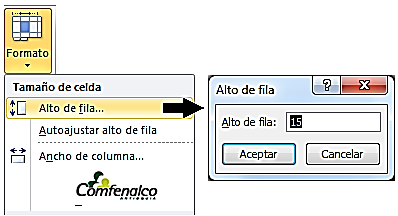 Formato
Tamaño de celda
Alto de fila...
Autoajustar alto de fila
Ancho de columna...
Comfenalco
ANTIOQUIA
Alto de fila
?
Alto de fila: 15
Aceptar
Cancelar